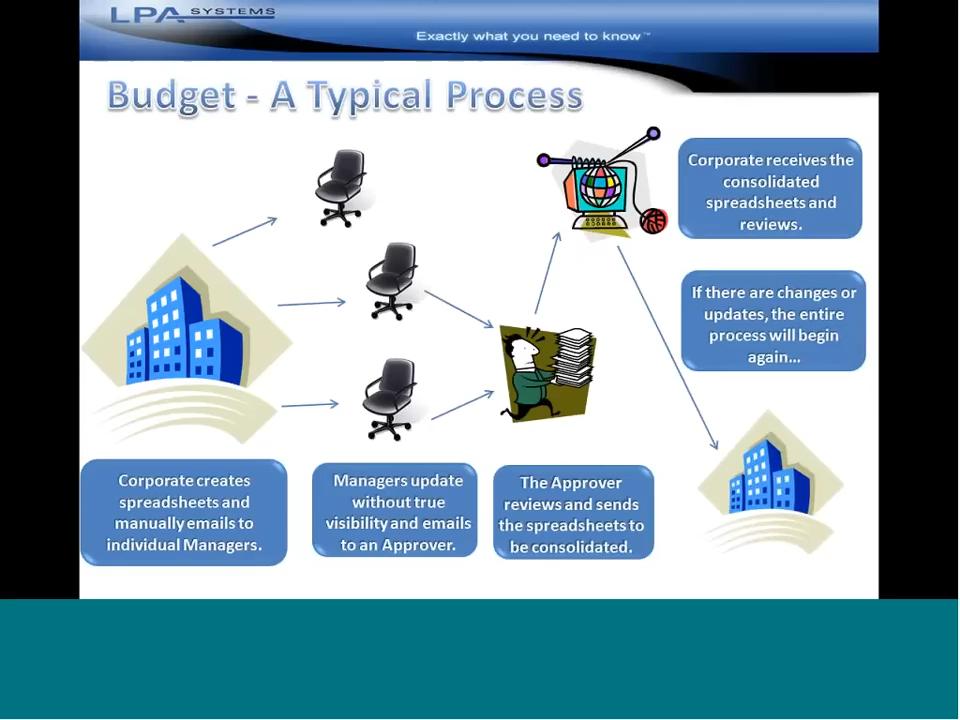 LPA SYSTEMS
Exactly what you need to know™
Budget - A Typical Process
Corporate receives the
consolidated
spreadsheets and
reviews.
If there are changes or
updates, the entire
process will begin
again...
Corporate creates
spreadsheets and
manually emails to
individual Managers.
Managers update
without true
visibility and emails
to an Approver.
The Approver
reviews and sends
the spreadsheets to
be consolidated.